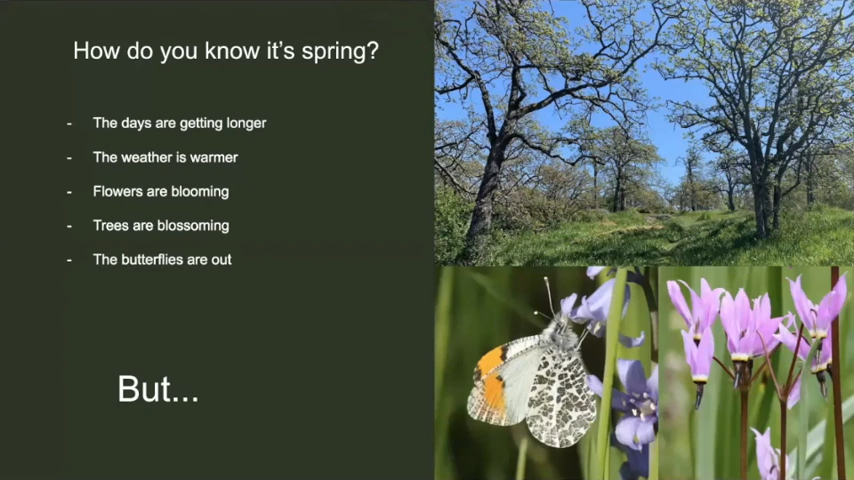 How do you know it's spring?
- The days are getting longer
- The weather is warmer
- Flowers are blooming
- Trees are blossoming
- The butterflies are out
But...